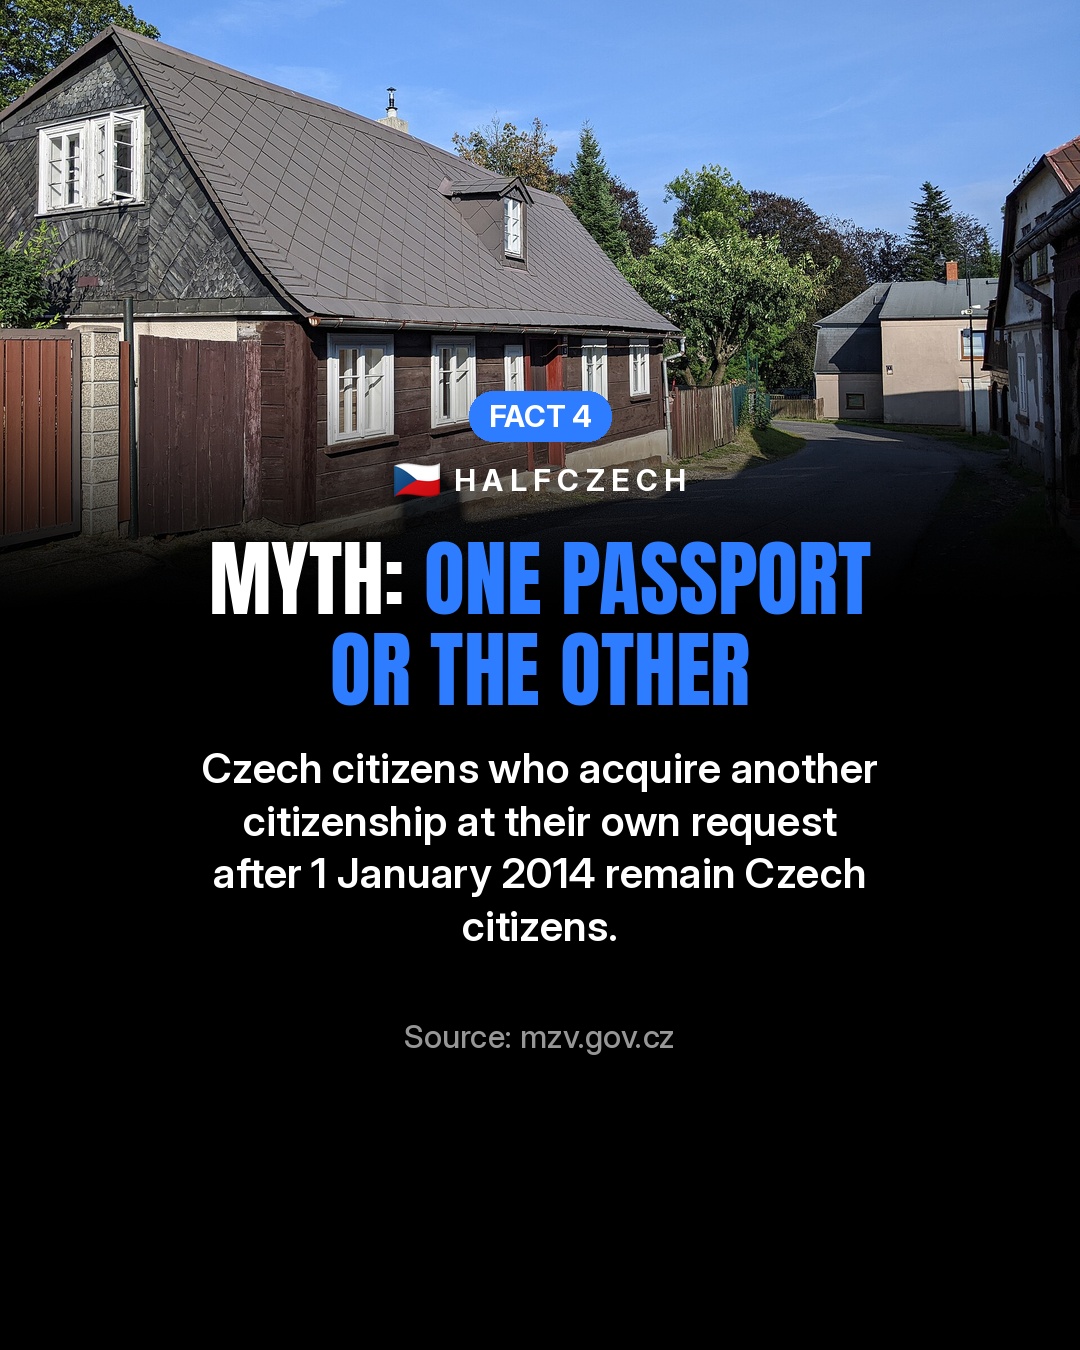 FACT 4
HALFCZECH
MYTH: ONE PASSPORT
OR THE OTHER
Czech citizens who acquire another
citizenship at their own request
after 1 January 2014 remain Czech
citizens.
Source: mzv.gov.cz